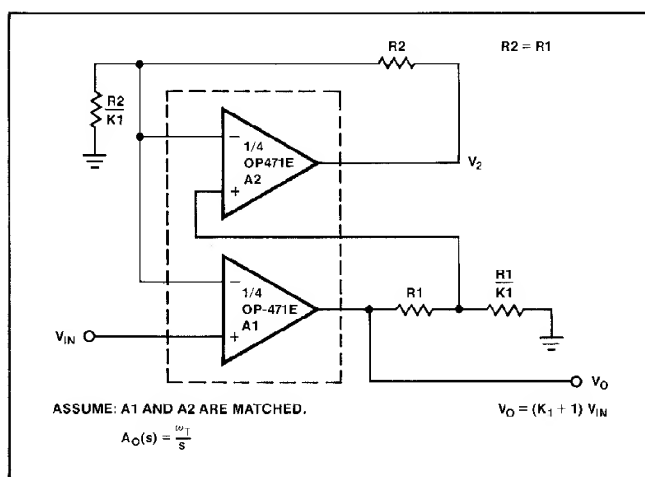 R2
R2 = R1
R2
K1
−
1/4
OP471E
A2
+
V2
−
1/4
OP-471E
A1
+
R1
R1
K1
VIN
VO
ASSUME: A1 AND A2 ARE MATCHED.
AO(s) = ωT
s
VO = (K1 + 1) VIN